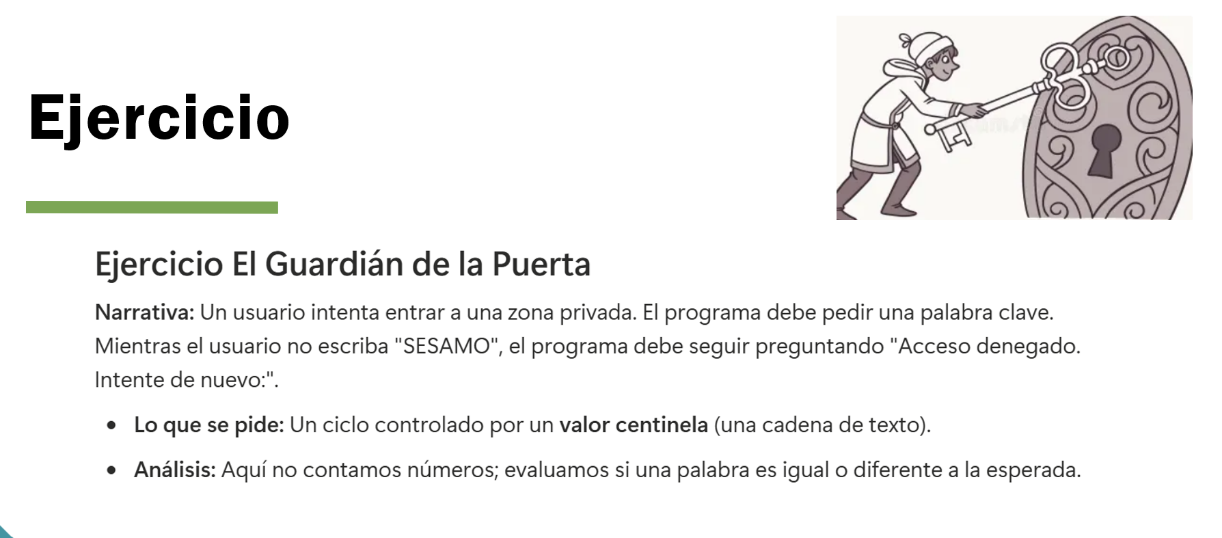 Ejercicio
Ejercicio El Guardián de la Puerta
Narrativa: Un usuario intenta entrar a una zona privada. El programa debe pedir una palabra clave.
Mientras el usuario no escriba "SESAMO", el programa debe seguir preguntando "Acceso denegado.
Intente de nuevo:".
• Lo que se pide: Un ciclo controlado por un valor centinela (una cadena de texto).
• Análisis: Aquí no contamos números; evaluamos si una palabra es igual o diferente a la esperada.